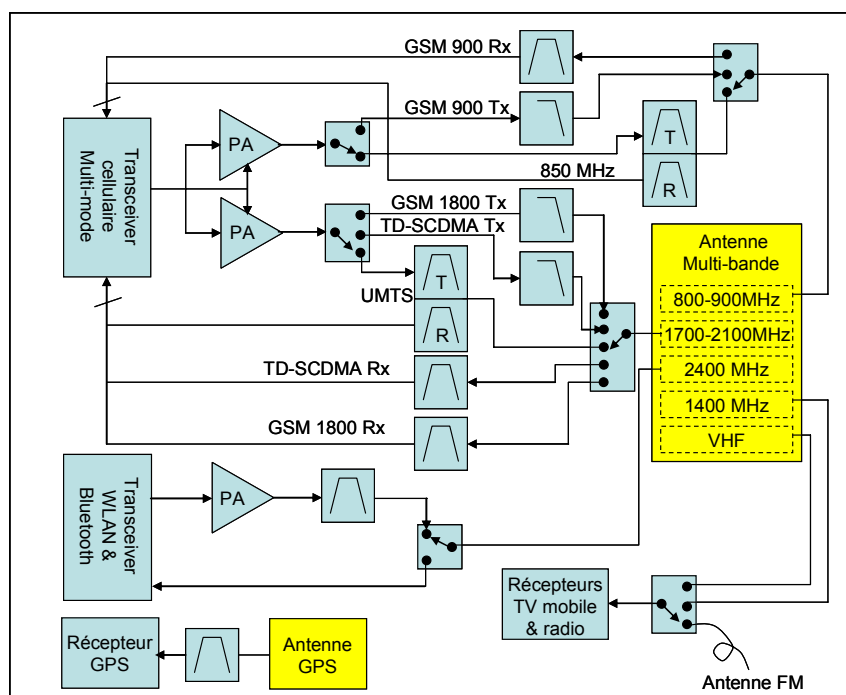 GSM 900 Rx
GSM 900 Tx
PA
T
850 MHz
R
Transceiver
cellulaire
Multi-mode
GSM 1800 Tx
PA
TD-SCDMA Tx
T
UMTS
R
TD-SCDMA Rx
GSM 1800 Rx
Antenne
Multi-bande
800-900MHz
1700-2100MHz
2400 MHz
1400 MHz
VHF
Transceiver
WLAN &
Bluetooth
PA
Récepteurs
TV mobile
& radio
Récepteur
GPS
Antenne
GPS
Antenne FM